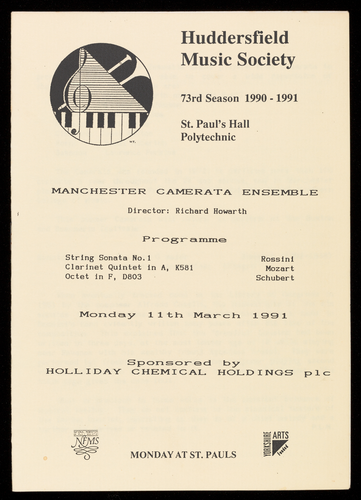 Huddersfield
Music Society
73rd Season 1990 - 1991
St. Paul's Hall
Polytechnic
MANCHESTER CAMERATA ENSEMBLE
Director: Richard Howarth
Programme
String Sonata No.1 Rossini
Clarinet Quintet in A, K581 Mozart
Octet in F, D803 Schubert
Monday 11th March 1991
Sponsored by
HOLLIDAY CHEMICAL HOLDINGS plc
NFMS
MONDAY AT ST. PAULS
YORKSHIRE
ARTS